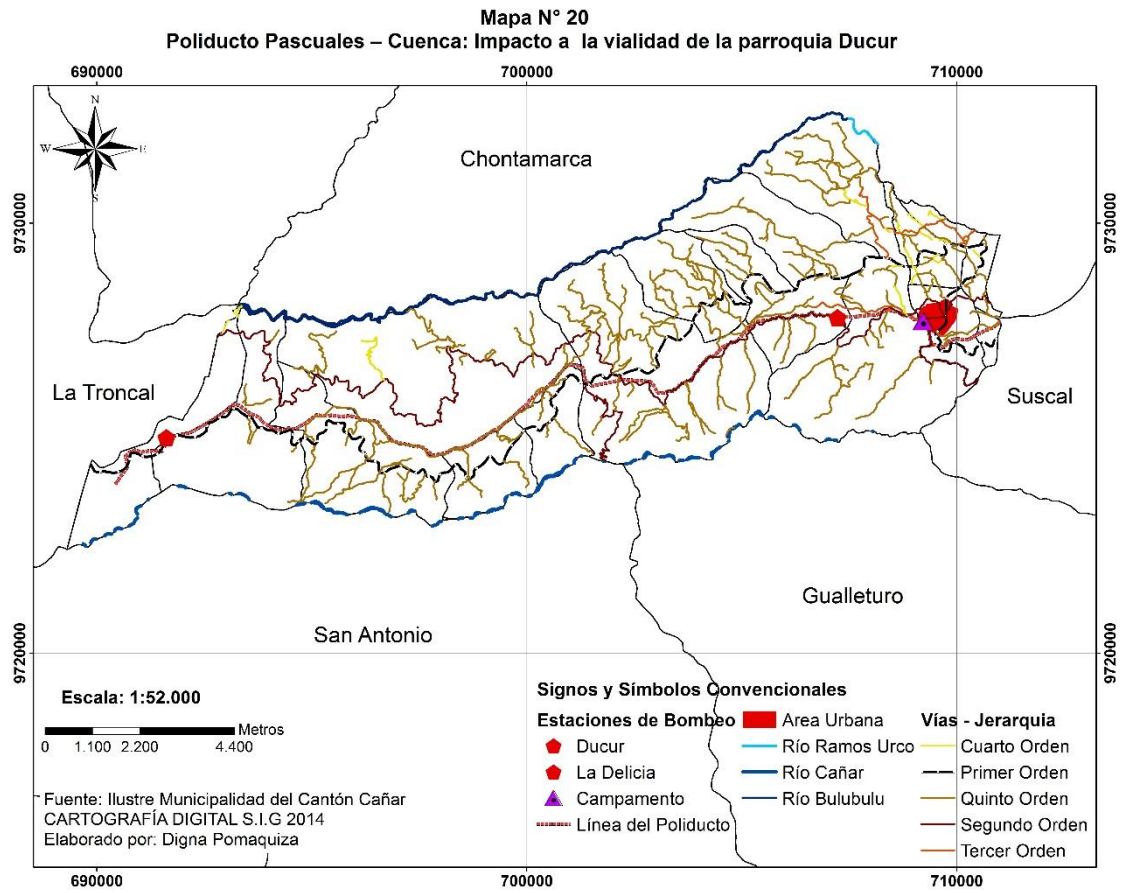 Mapa N° 20
Poliducto Pascuales – Cuenca: Impacto a la vialidad de la parroquia Ducur
690000
700000
710000
N
W
E
S
Chontamarca
9730000
9730000
La Troncal
Suscal
Gualleturo
San Antonio
9720000
9720000
Escala: 1:52.000
Metros
0 1.100 2.200 4.400
Fuente: Ilustre Municipalidad del Cantón Cañar
CARTOGRAFÍA DIGITAL S.I.G 2014
Elaborado por: Digna Pomaquiza
Signos y Símbolos Convencionales
Estaciones de Bombeo
Ducur
La Delicia
Campamento
Línea del Poliducto
Area Urbana
Río Ramos Urco
Río Cañar
Río Bulubulu
Vías - Jerarquia
Cuarto Orden
Primer Orden
Quinto Orden
Segundo Orden
Tercer Orden
690000
700000
710000